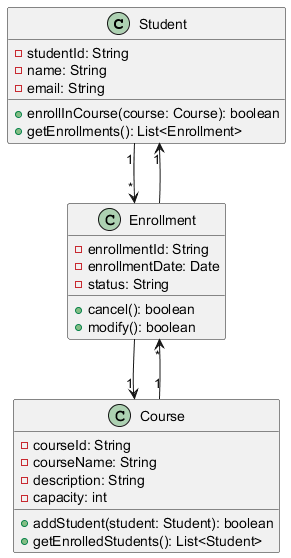 C Student
studentId: String
name: String
email: String
enrollInCourse(course: Course): boolean
getEnrollments(): List<Enrollment>
1 1
*
C Enrollment
enrollmentId: String
enrollmentDate: Date
status: String
cancel(): boolean
modify(): boolean
*
1 1
C Course
courseId: String
courseName: String
description: String
capacity: int
addStudent(student: Student): boolean
getEnrolledStudents(): List<Student>